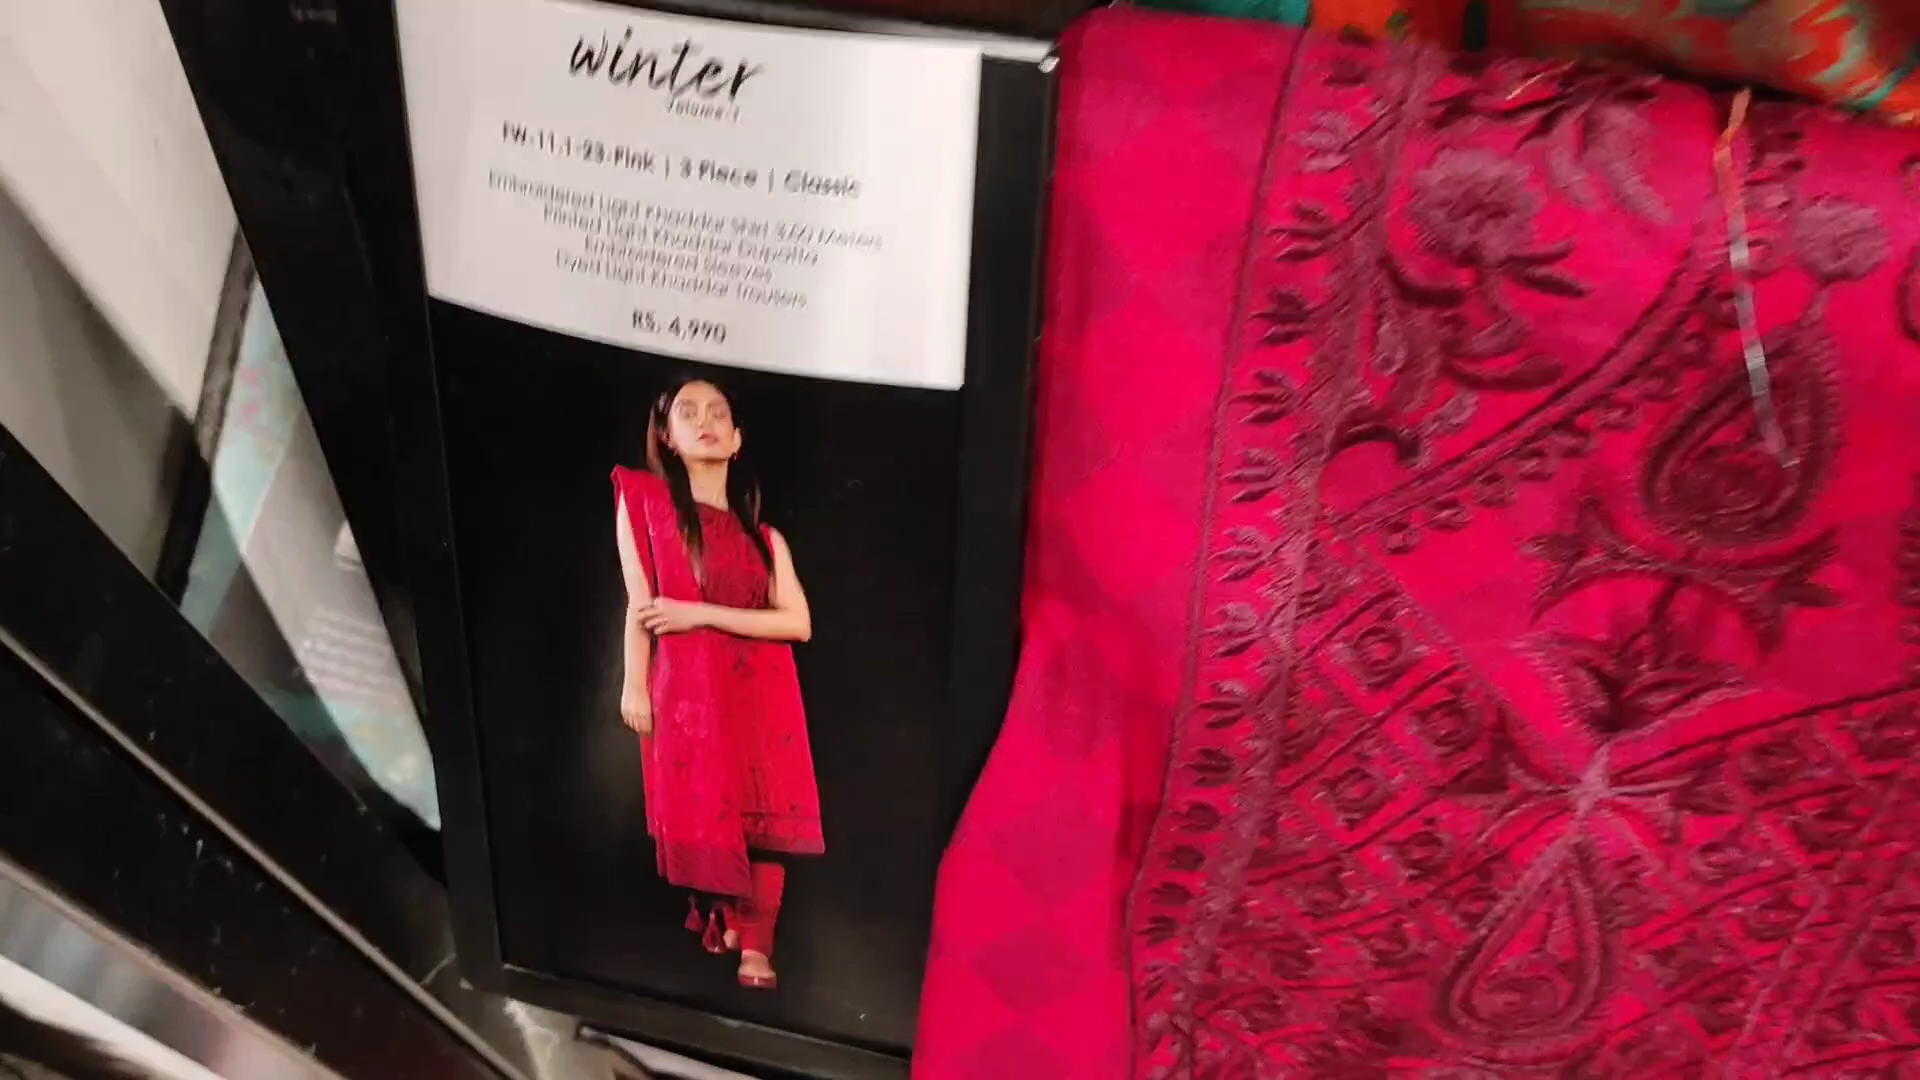 winter
Volume-1
FW-11.1-23-Pink | 3 Piece | Classic
Embroidered Light Khaddar Shirt Meters
Printed Light Khaddar Dupatta
Embroidered Sleeves
Dyed Light Khaddar Trousers
RS. 4,990